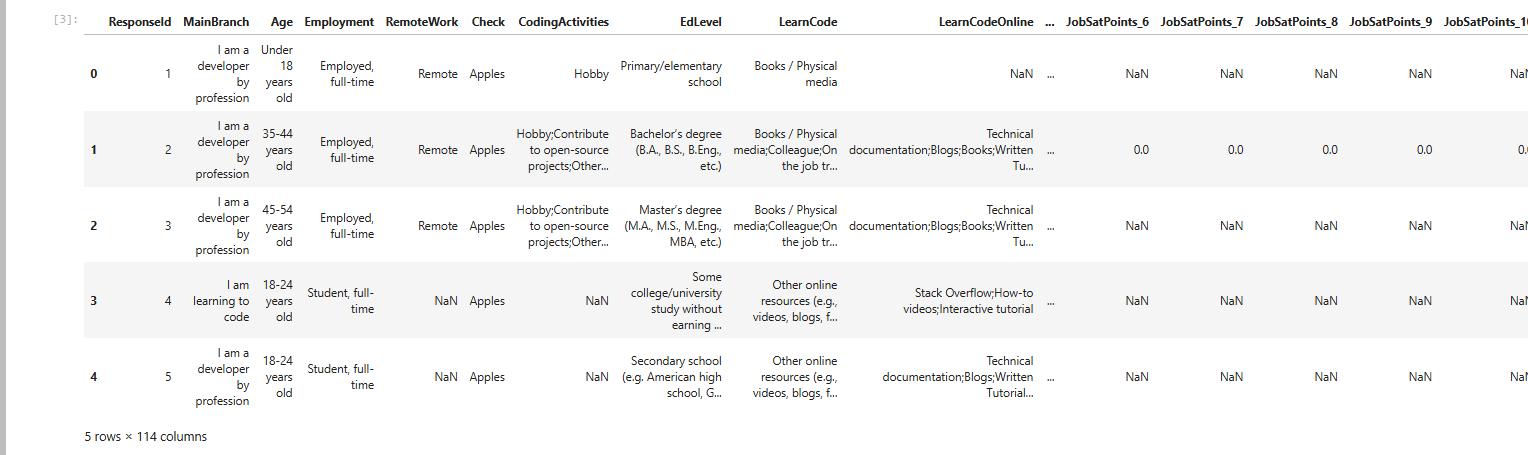 [3]:
ResponseId MainBranch Age Employment RemoteWork Check CodingActivities EdLevel LearnCode LearnCodeOnline ... JobSatPoints_6 JobSatPoints_7 JobSatPoints_8 JobSatPoints_9 JobSatPoints_10
I am a Under
developer 18 Employed, Primary/elementary Books / Physical
0 1 by years full-time Remote Apples Hobby school media NaN ... NaN NaN NaN NaN NaN
profession old
I am a
developer 35-44 Employed, Hobby;Contribute Bachelor's degree Books / Physical Technical
1 2 by years full-time Remote Apples to open-source (B.A., B.S., B.Eng., media;Colleague;On documentation;Blogs;Books;Written ... 0.0 0.0 0.0 0.0 0.
profession old projects;Other... etc.) the job tr... Tu...
I am a
developer 45-54 Employed, Hobby;Contribute Master's degree Books / Physical Technical
2 3 by years full-time Remote Apples to open-source (M.A., M.S., M.Eng., media;Colleague;On documentation;Blogs;Books;Written ... NaN NaN NaN NaN NaN
profession old projects;Other... MBA, etc.) the job tr... Tu...
Some
I am 18-24 Student, full- college/university Other online Stack Overflow;How-to
3 4 learning to years time NaN Apples NaN study without resources (e.g., videos;Interactive tutorial ... NaN NaN NaN NaN NaN
code old earning ... videos, blogs, f...
I am a
developer 18-24 Student, full- Secondary school Other online Technical
4 5 by years time NaN Apples NaN (e.g. American high resources (e.g., documentation;Blogs;Written ... NaN NaN NaN NaN NaN
profession old school, G... videos, blogs, f... Tutorial...
5 rows × 114 columns